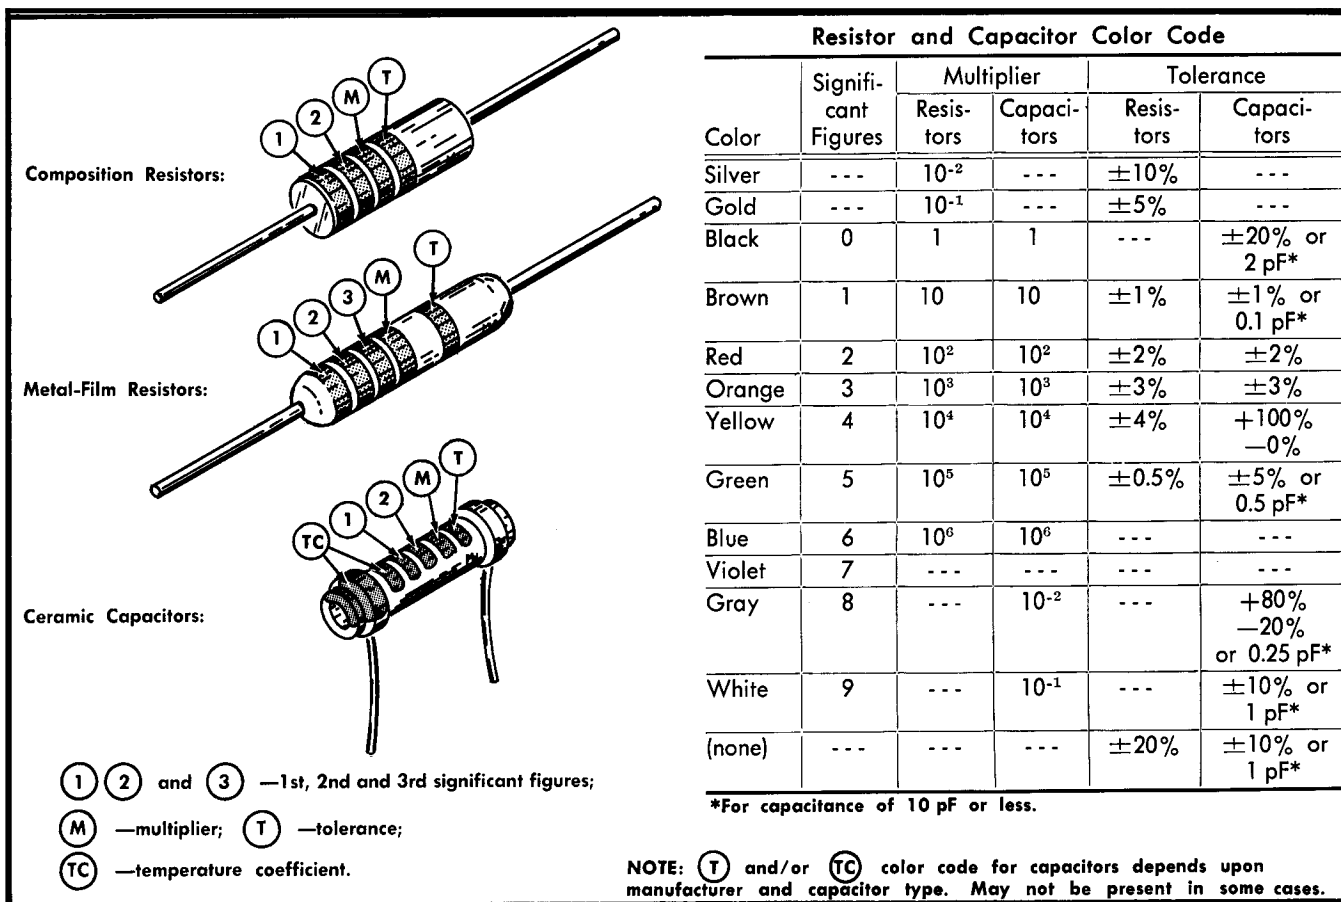 Resistor and Capacitor Color Code
Color
Signifi-
cant
Figures
Multiplier
Tolerance
Resis-
tors
Capaci-
tors
Resis-
tors
Capaci-
tors
Silver --- 10⁻² --- ±10% ---
Gold --- 10⁻¹ --- ±5% ---
Black 0 1 1 --- ±20% or
2 pF*
Brown 1 10 10 ±1% ±1% or
0.1 pF*
Red 2 10² 10² ±2% ±2%
Orange 3 10³ 10³ ±3% ±3%
Yellow 4 10⁴ 10⁴ ±4% +100%
—0%
Green 5 10⁵ 10⁵ ±0.5% ±5% or
0.5 pF*
Blue 6 10⁶ 10⁶ --- ---
Violet 7 --- --- --- ---
Gray 8 --- 10⁻² --- +80%
—20%
or 0.25 pF*
White 9 --- 10⁻¹ --- ±10% or
1 pF*
(none) --- --- --- ±20% ±10% or
1 pF*
*For capacitance of 10 pF or less.
Composition Resistors:
1 2 M T
Metal-Film Resistors:
1 2 3 M T
Ceramic Capacitors:
TC 1 2 M T
1 2 and 3 —1st, 2nd and 3rd significant figures;
M —multiplier; T —tolerance;
TC —temperature coefficient.
NOTE: T and/or TC color code for capacitors depends upon
manufacturer and capacitor type. May not be present in some cases.